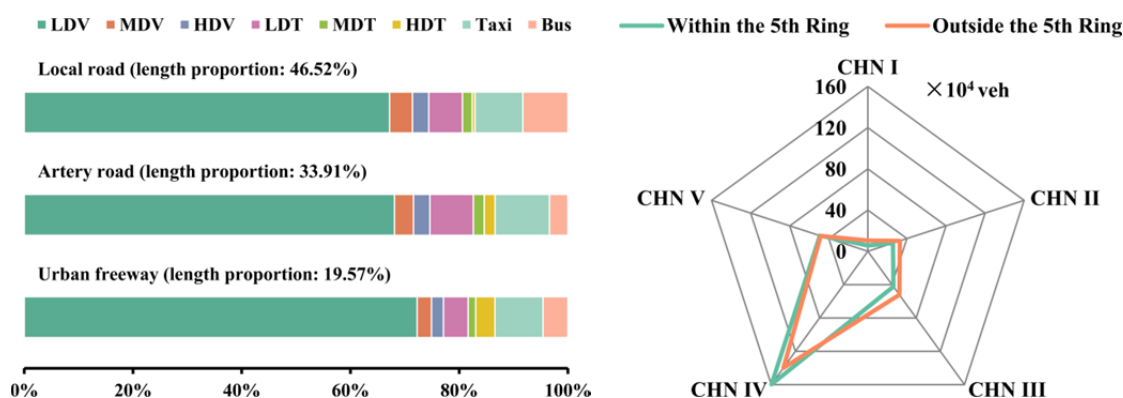 LDV MDV HDV LDT MDT HDT Taxi Bus
Local road (length proportion: 46.52%)
Artery road (length proportion: 33.91%)
Urban freeway (length proportion: 19.57%)
0% 20% 40% 60% 80% 100%
Within the 5th Ring Outside the 5th Ring
CHN I
160 ×10⁴ veh
120
80
CHN V CHN II
40
0
CHN IV CHN III